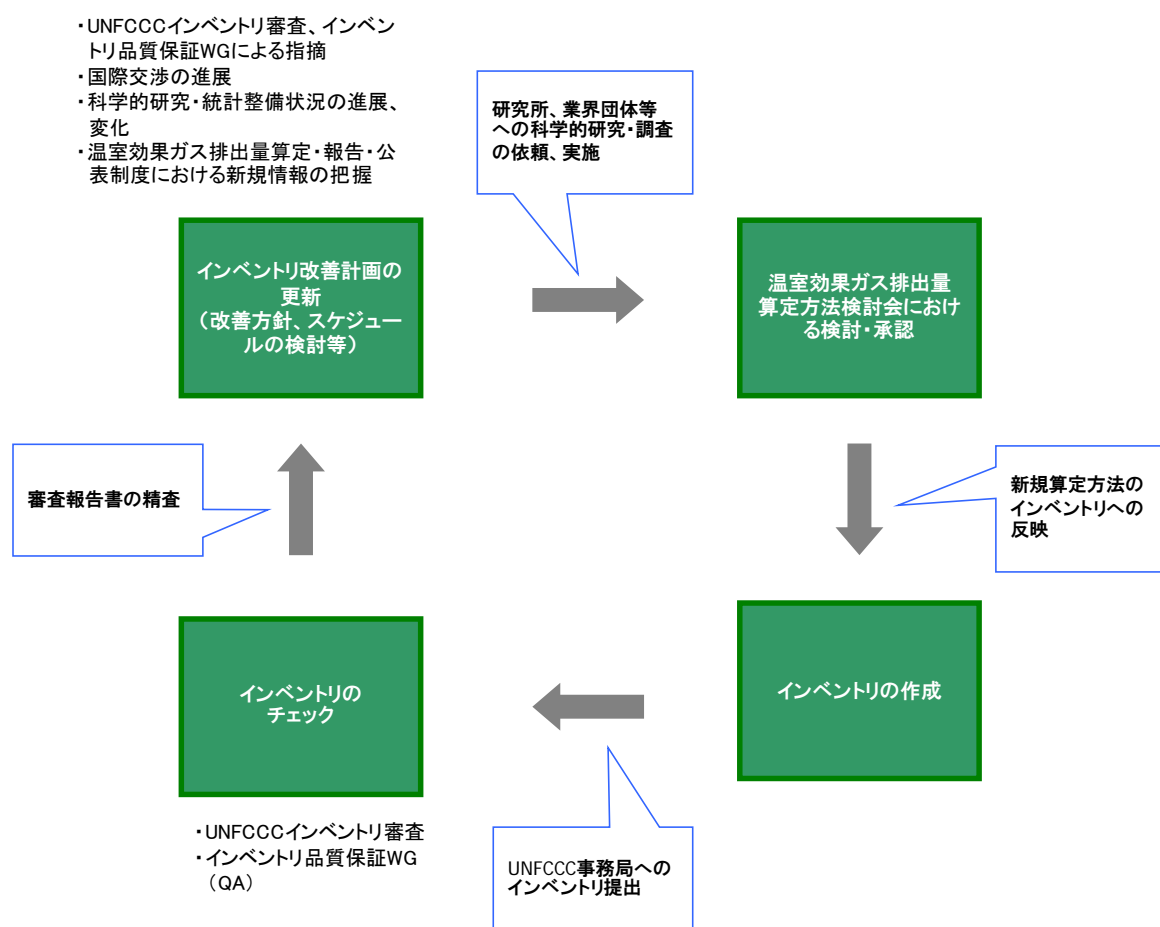 ・UNFCCCインベントリ審査、インベン
トリ品質保証WGによる指摘
・国際交渉の進展
・科学的研究・統計整備状況の進展、
変化
・温室効果ガス排出量算定・報告・公
表制度における新規情報の把握
研究所、業界団体等
への科学的研究・調査
の依頼、実施
インベントリ改善計画の
更新
（改善方針、スケジュー
ルの検討等）
温室効果ガス排出量
算定方法検討会におけ
る検討・承認
審査報告書の精査
新規算定方法の
インベントリへの
反映
インベントリの
チェック
インベントリの作成
・UNFCCCインベントリ審査
・インベントリ品質保証WG
（QA）
UNFCCC事務局への
インベントリ提出